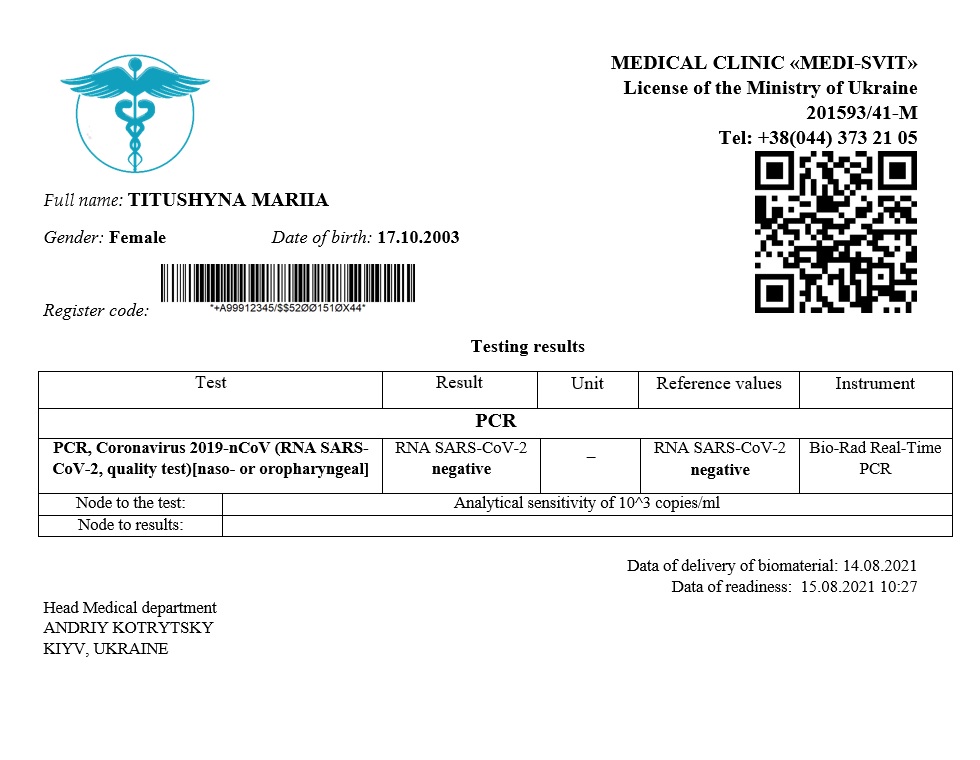 MEDICAL CLINIC «MEDI-SVIT»
License of the Ministry of Ukraine
201593/41-M
Tel: +38(044) 373 21 05
Full name: TITUSHYNA MARIIA
Gender: Female Date of birth: 17.10.2003
Register code:
*+A99912345/$$52ØØ151ØX44*
Testing results
Test Result Unit Reference values Instrument
PCR
PCR, Coronavirus 2019-nCoV (RNA SARS- RNA SARS-CoV-2 – RNA SARS-CoV-2 Bio-Rad Real-Time
CoV-2, quality test)[naso- or oropharyngeal] negative negative PCR
Node to the test: Analytical sensitivity of 10^3 copies/ml
Node to results:
Data of delivery of biomaterial: 14.08.2021
Data of readiness: 15.08.2021 10:27
Head Medical department
ANDRIY KOTRYTSKY
KIYV, UKRAINE